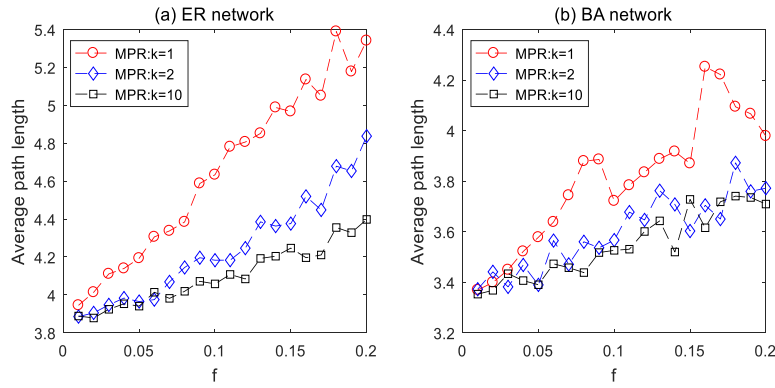 (a) ER network
5.4
5.2
5
4.8
4.6
4.4
4.2
4
3.8
Average path length
MPR:k=1
MPR:k=2
MPR:k=10
0 0.05 0.1 0.15 0.2
f
(b) BA network
4.4
4.2
4
3.8
3.6
3.4
3.2
Average path length
MPR:k=1
MPR:k=2
MPR:k=10
0 0.05 0.1 0.15 0.2
f